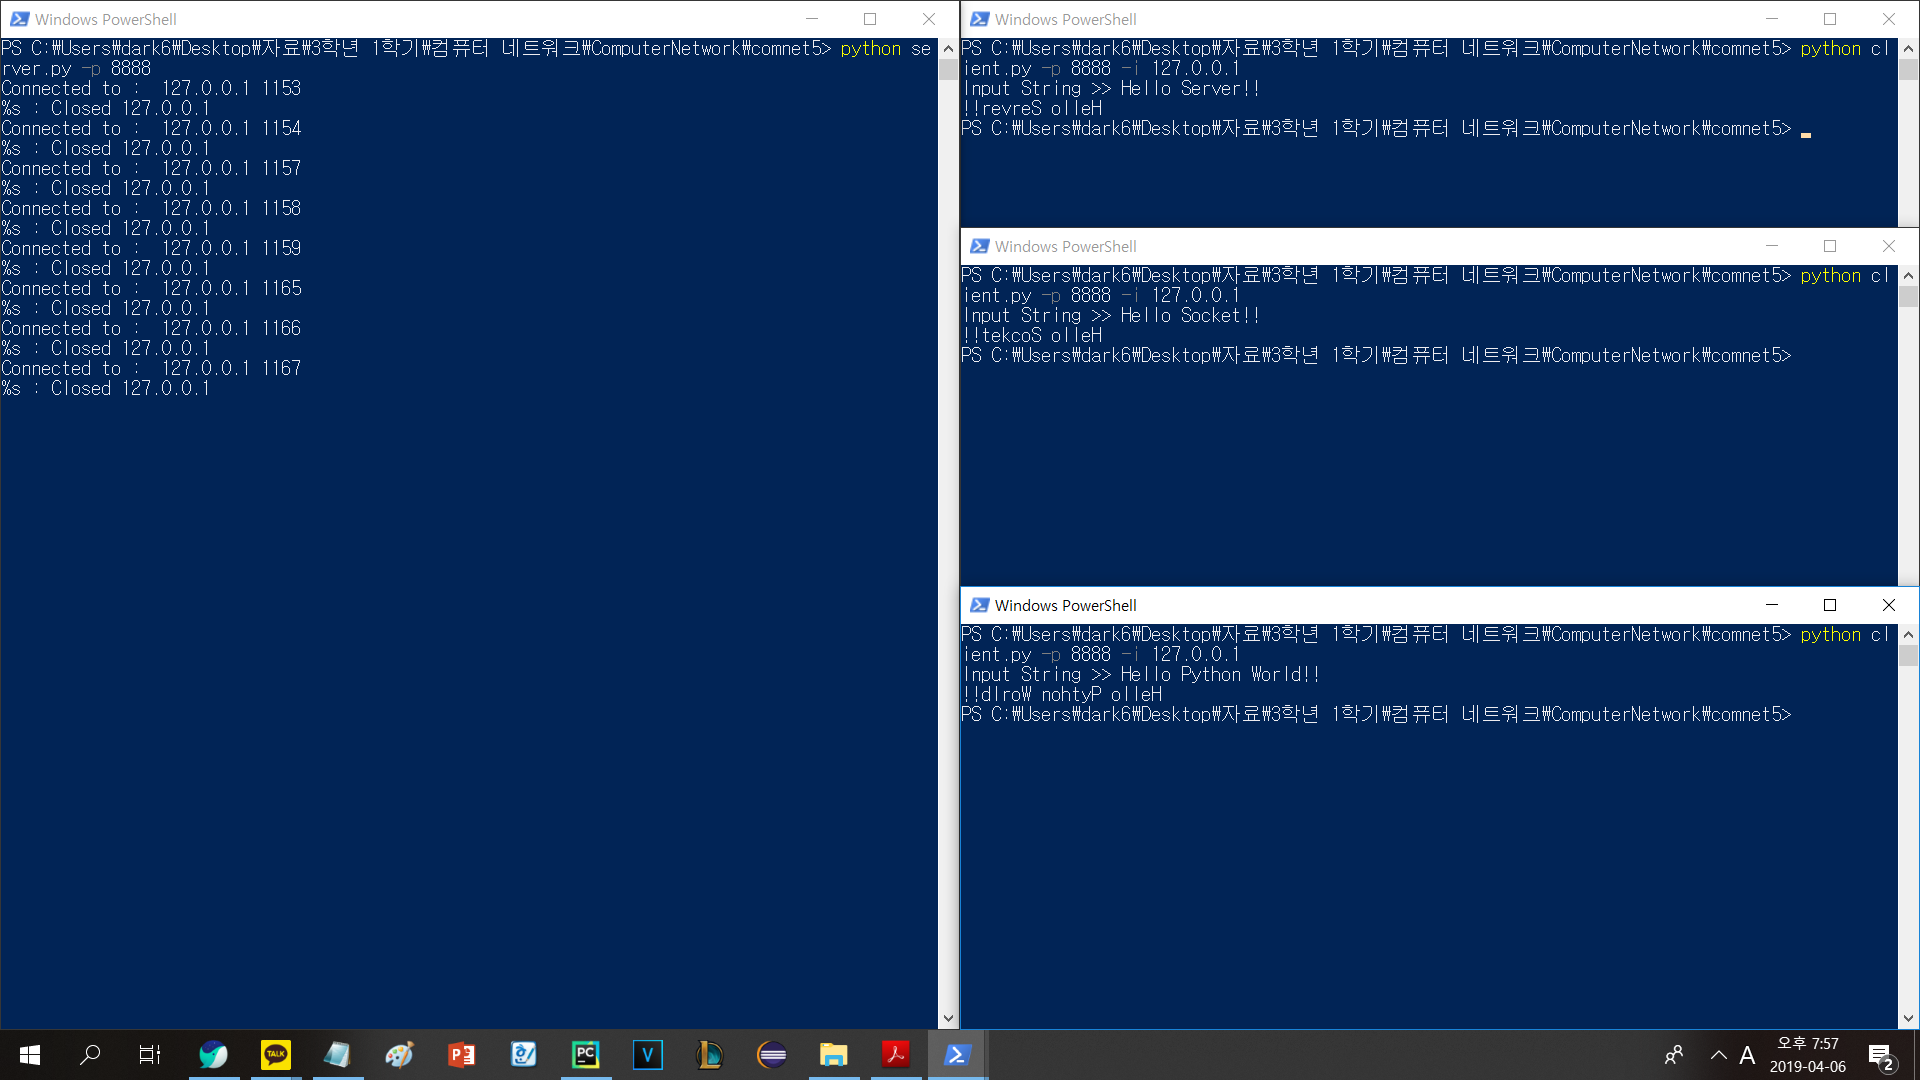 Windows PowerShell
PS C:\Users\dark6\Desktop\자료\3학년 1학기\컴퓨터 네트워크\ComputerNetwork\comnet5> python se
rver.py -p 8888
Connected to :  127.0.0.1 1153
%s : Closed 127.0.0.1
Connected to :  127.0.0.1 1154
%s : Closed 127.0.0.1
Connected to :  127.0.0.1 1157
%s : Closed 127.0.0.1
Connected to :  127.0.0.1 1158
%s : Closed 127.0.0.1
Connected to :  127.0.0.1 1159
%s : Closed 127.0.0.1
Connected to :  127.0.0.1 1165
%s : Closed 127.0.0.1
Connected to :  127.0.0.1 1166
%s : Closed 127.0.0.1
Connected to :  127.0.0.1 1167
%s : Closed 127.0.0.1
Windows PowerShell
PS C:\Users\dark6\Desktop\자료\3학년 1학기\컴퓨터 네트워크\ComputerNetwork\comnet5> python cl
ient.py -p 8888 -i 127.0.0.1
Input String >> Hello Server!!
!!revreS olleH
PS C:\Users\dark6\Desktop\자료\3학년 1학기\컴퓨터 네트워크\ComputerNetwork\comnet5>
Windows PowerShell
PS C:\Users\dark6\Desktop\자료\3학년 1학기\컴퓨터 네트워크\ComputerNetwork\comnet5> python cl
ient.py -p 8888 -i 127.0.0.1
Input String >> Hello Socket!!
!!tekcoS olleH
PS C:\Users\dark6\Desktop\자료\3학년 1학기\컴퓨터 네트워크\ComputerNetwork\comnet5>
Windows PowerShell
PS C:\Users\dark6\Desktop\자료\3학년 1학기\컴퓨터 네트워크\ComputerNetwork\comnet5> python cl
ient.py -p 8888 -i 127.0.0.1
Input String >> Hello Python World!!
!!dlroW nohtyP olleH
PS C:\Users\dark6\Desktop\자료\3학년 1학기\컴퓨터 네트워크\ComputerNetwork\comnet5>
TALK
P
PC
V
L
A
오후 7:57
2019-04-06
2